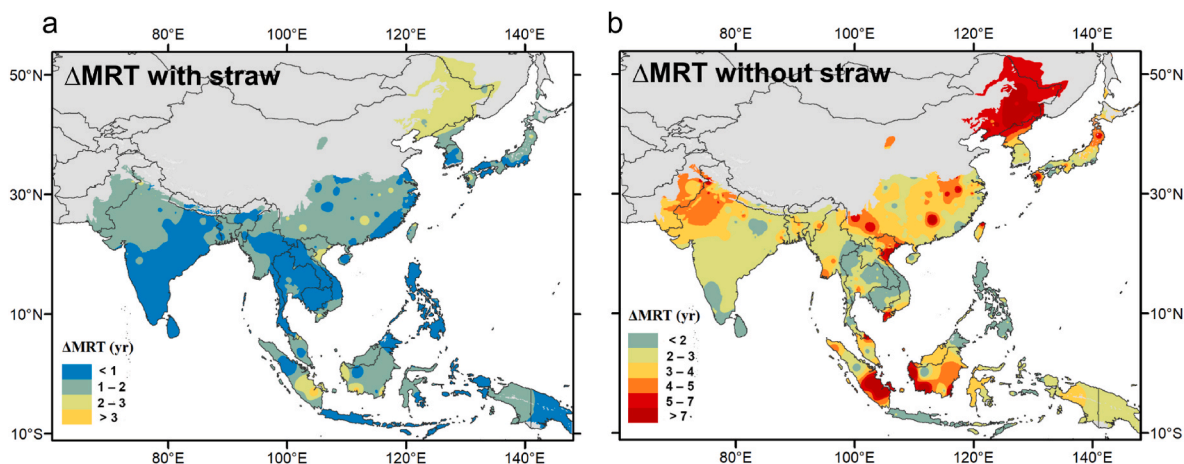 a
80°E 100°E 120°E 140°E
50°N
ΔMRT with straw
30°N
10°N
ΔMRT (yr)
< 1
1 – 2
2 – 3
> 3
10°S
80°E 100°E 120°E 140°E
b
80°E 100°E 120°E 140°E
ΔMRT without straw
50°N
30°N
10°N
ΔMRT (yr)
< 2
2 – 3
3 – 4
4 – 5
5 – 7
> 7
10°S
80°E 100°E 120°E 140°E